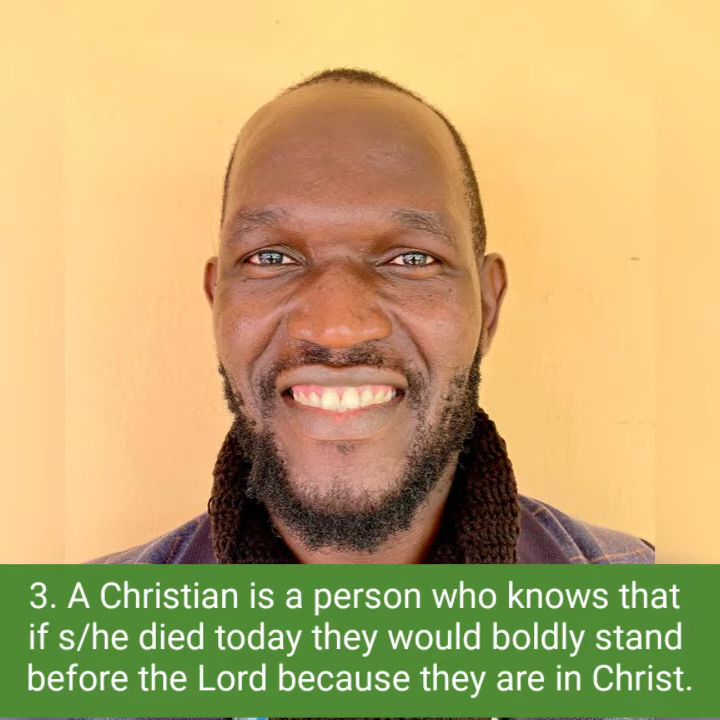 3. A Christian is a person who knows that
if s/he died today they would boldly stand
before the Lord because they are in Christ.